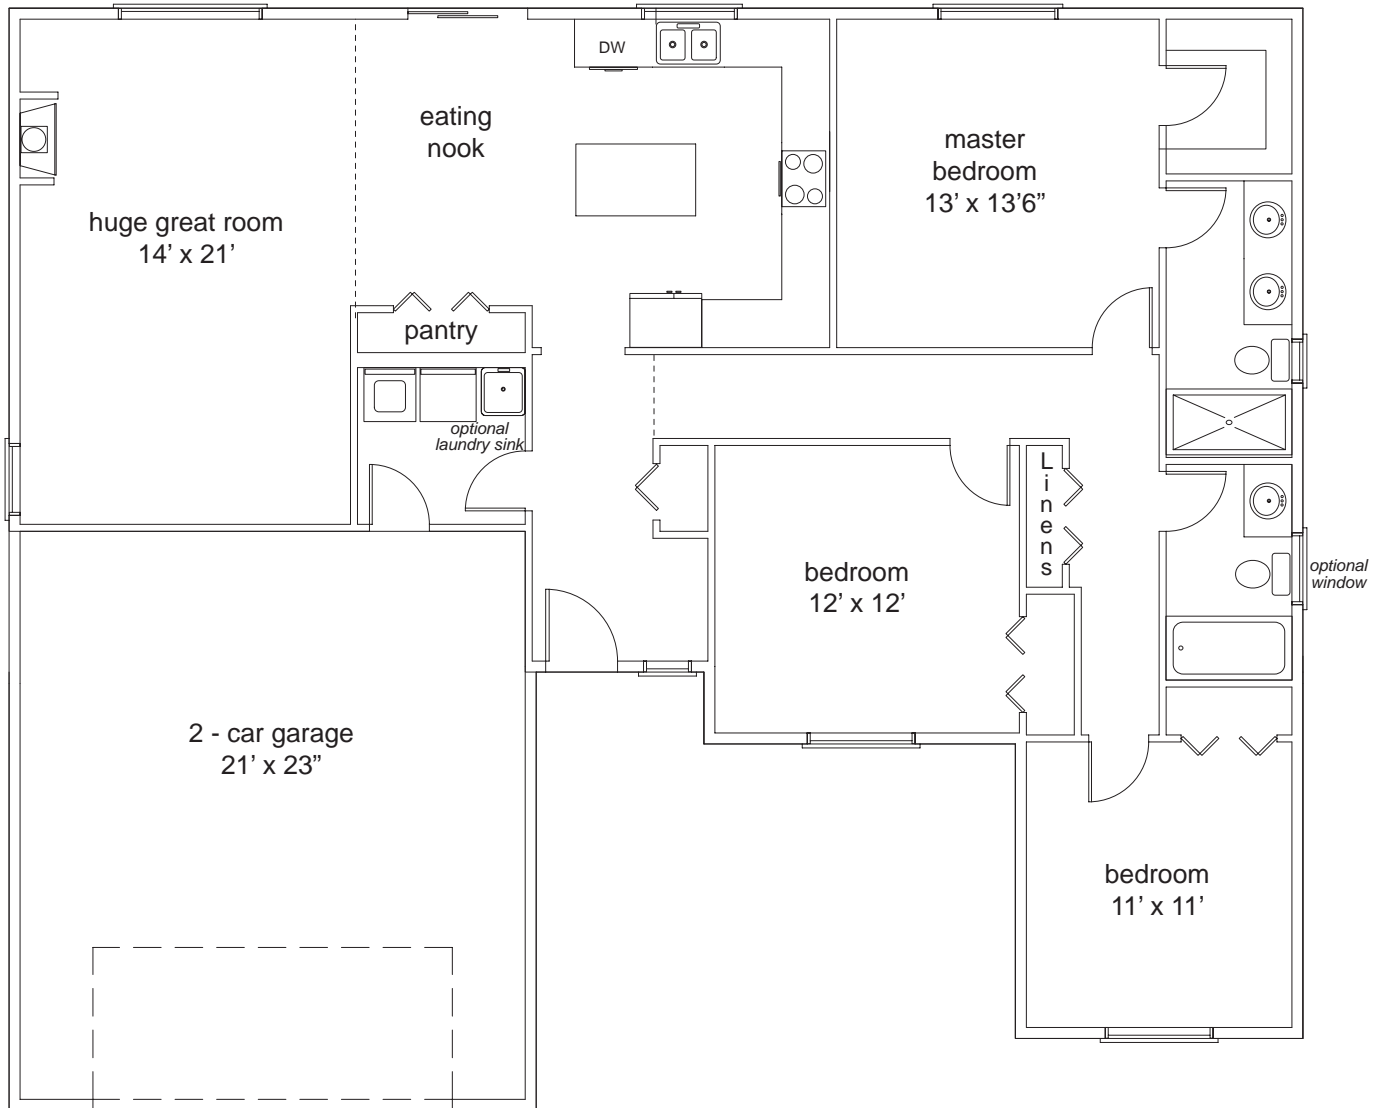 DW
eating
nook
master
bedroom
13’ x 13’6”
huge great room
14’ x 21’
pantry
optional
laundry sink
Linens
bedroom
12’ x 12’
optional
window
2 - car garage
21’ x 23”
bedroom
11’ x 11’